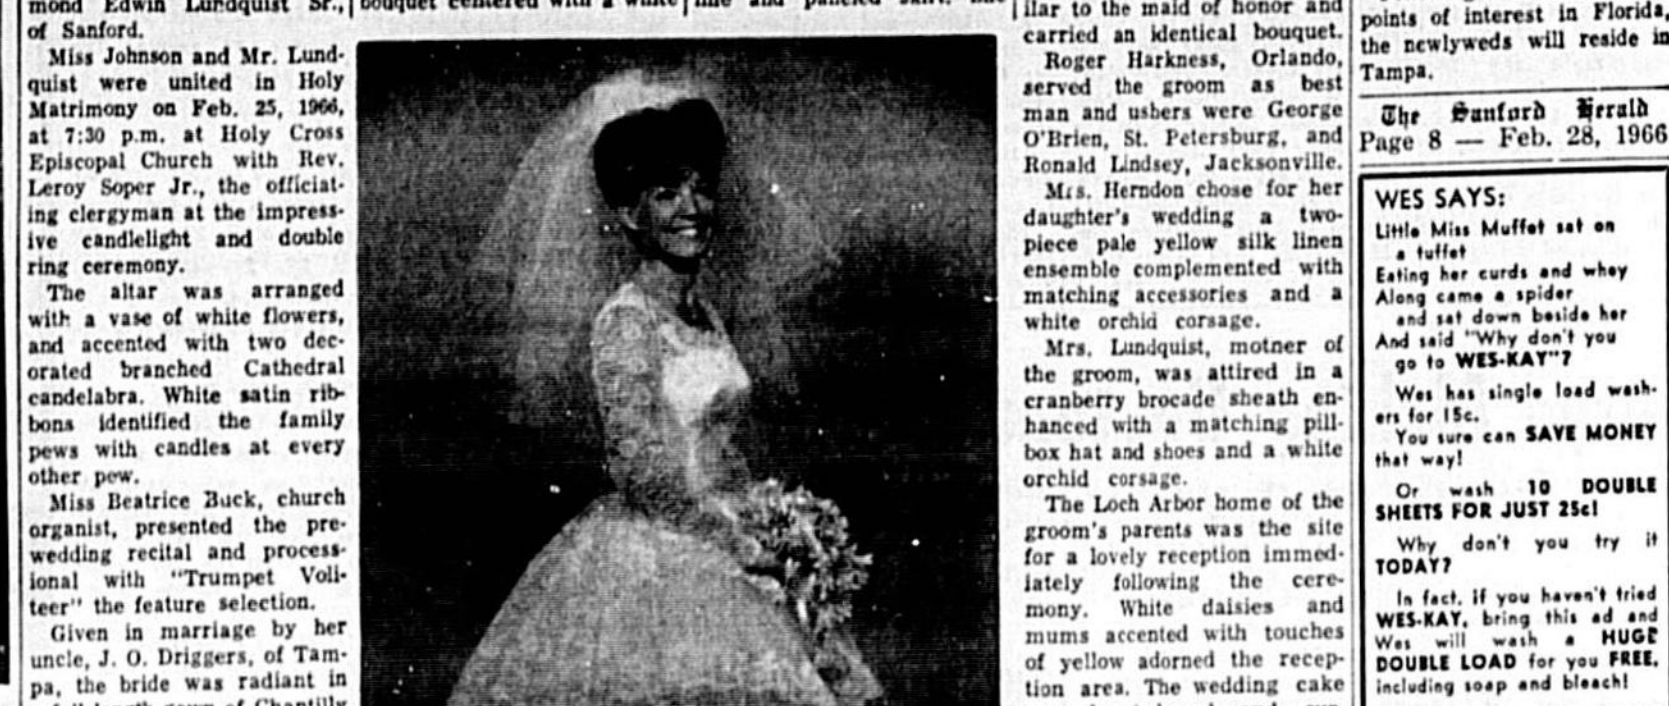 mond Edwin Lundquist Sr.,
of Sanford.
Miss Johnson and Mr. Lund-
quist were united in Holy
Matrimony on Feb. 25, 1966,
at 7:30 p.m. at Holy Cross
Episcopal Church with Rev.
Leroy Soper Jr., the officiat-
ing clergyman at the impress-
ive candlelight and double
ring ceremony.
The altar was arranged
with a vase of white flowers,
and accented with two dec-
orated branched Cathedral
candelabra. White satin rib-
bons identified the family
pews with candles at every
other pew.
Miss Beatrice Buck, church
organist, presented the pre-
wedding recital and process-
ional with "Trumpet Voli-
teer" the feature selection.
Given in marriage by her
uncle, J. O. Driggers, of Tam-
pa, the bride was radiant in
gown of Chantilly
bouquet centered with a white
and paneled skirt.
ilar to the maid of honor and
carried an identical bouquet.
Roger Harkness, Orlando,
served the groom as best
man and ushers were George
O'Brien, St. Petersburg, and
Ronald Lindsey, Jacksonville.
Mrs. Herndon chose for her
daughter's wedding a two-
piece pale yellow silk linen
ensemble complemented with
matching accessories and a
white orchid corsage.
Mrs. Lundquist, motner of
the groom, was attired in a
cranberry brocade sheath en-
hanced with a matching pill-
box hat and shoes and a white
orchid corsage.
The Loch Arbor home of the
groom's parents was the site
for a lovely reception immed-
iately following the cere-
mony. White daisies and
mums accented with touches
of yellow adorned the recep-
tion area. The wedding cake
points of interest in Florida,
the newlyweds will reside in
Tampa.
The Sanford Herald
Page 8 — Feb. 28, 1966
WES SAYS:
Little Miss Muffet sat on
a tuffet
Eating her curds and whey
Along came a spider
and sat down beside her
And said "Why don't you
go to WES-KAY"?
Wes has single load wash-
ers for 15c.
You sure can SAVE MONEY
that way!
Or wash 10 DOUBLE
SHEETS FOR JUST 25c!
Why don't you try it
TODAY?
In fact, if you haven't tried
WES-KAY, bring this ad and
Wes will wash a HUGE
DOUBLE LOAD for you FREE,
including soap and bleach!